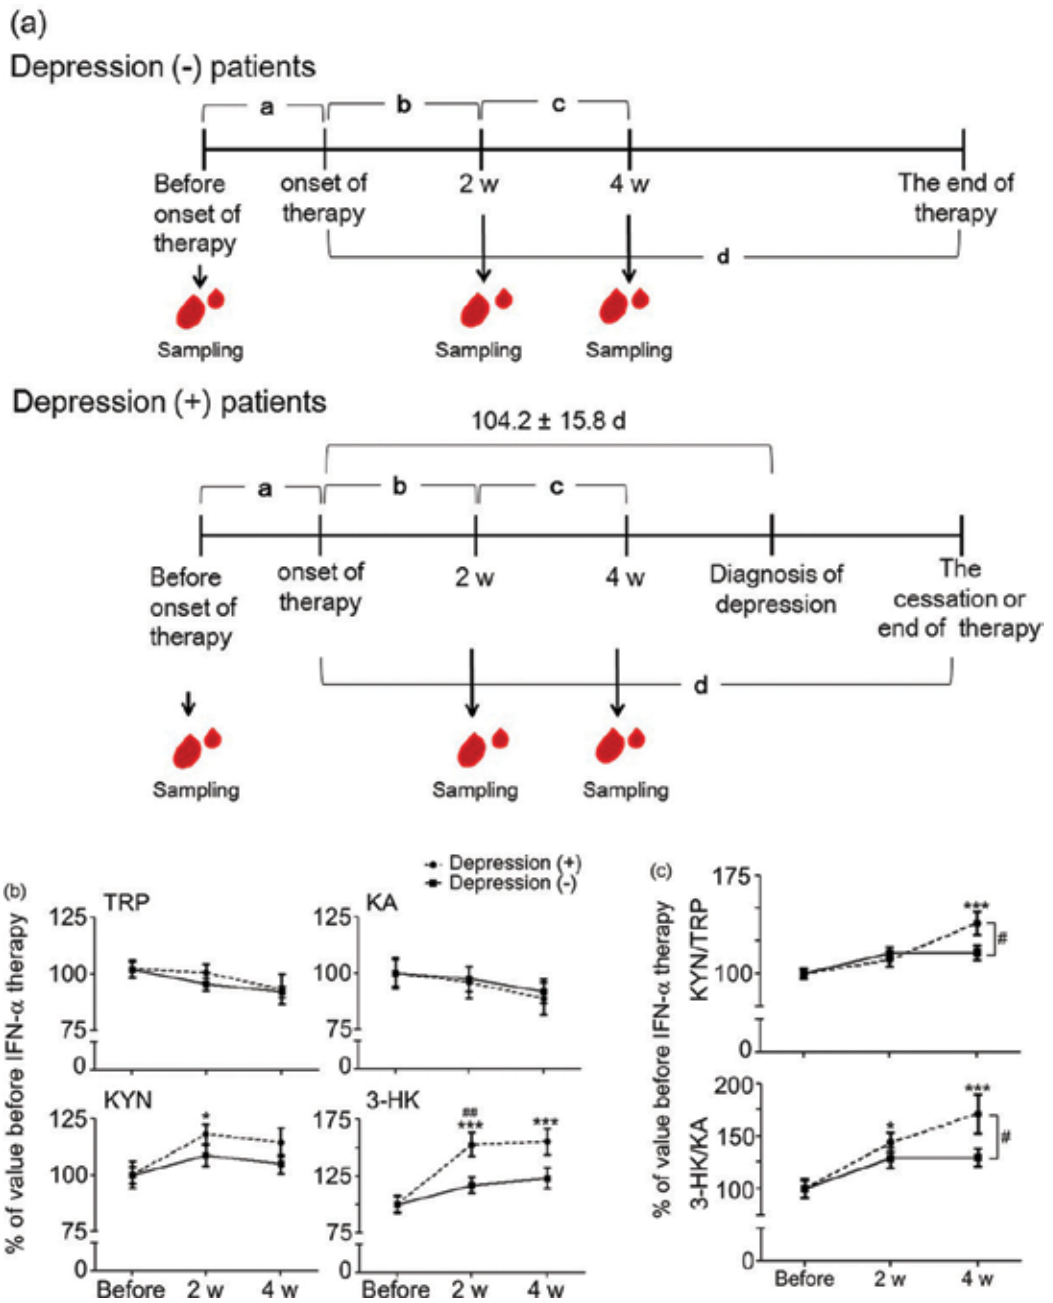 (a)
Depression (-) patients
a b c
Before
onset of
therapy
onset of
therapy
2 w
4 w
The end of
therapy
d
Sampling
Sampling
Sampling
Depression (+) patients
104.2 ± 15.8 d
a b c
Before
onset of
therapy
onset of
therapy
2 w
4 w
Diagnosis of
depression
The
cessation or
end of therapy
d
Sampling
Sampling
Sampling
Depression (+)
Depression (-)
(b)
% of value before IFN-α therapy
TRP
125
100
75
0
KA
125
100
75
0
KYN
125
100
75
0
*
Before 2 w 4 w
3-HK
175
125
75
0
##
***
***
Before 2 w 4 w
(c)
% of value before IFN-α therapy
KYN/TRP
175
100
0
***
#
3-HK/KA
200
150
100
0
*
***
#
Before 2 w 4 w